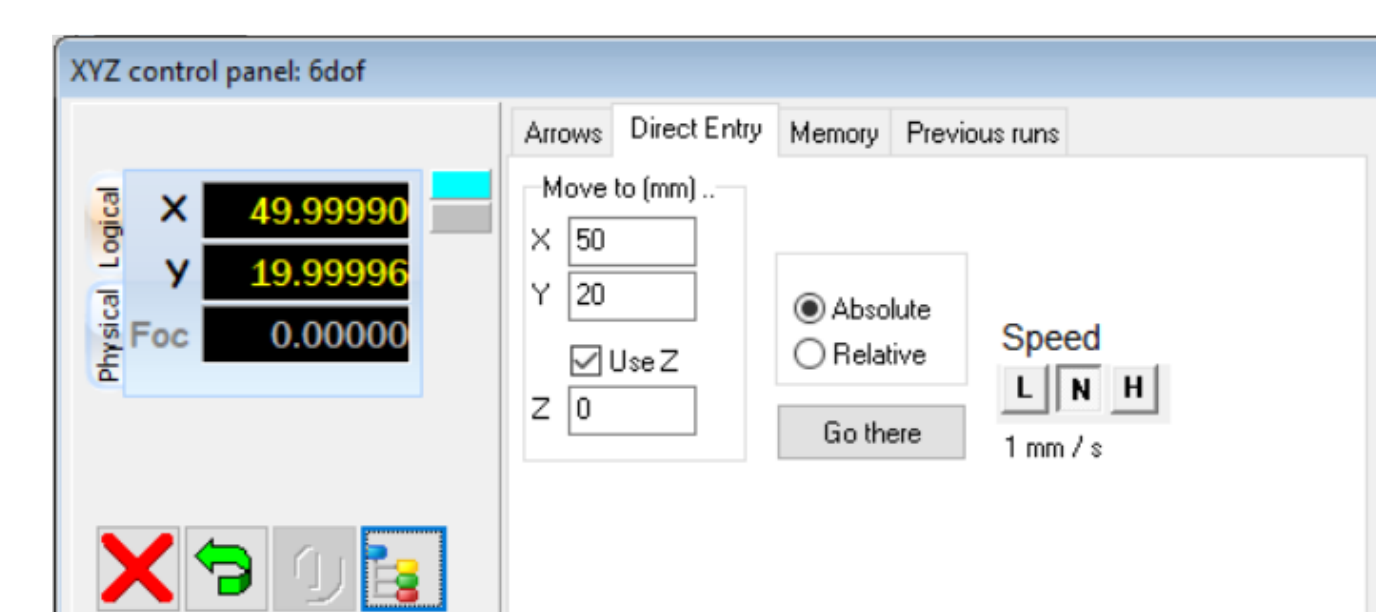 XYZ control panel: 6dof
Arrows Direct Entry Memory Previous runs
Logical
Physical
X 49.99990
Y 19.99996
Foc 0.00000
Move to (mm) ..
X 50
Y 20
Use Z
Z 0
Absolute
Relative
Go there
Speed
L N H
1 mm / s